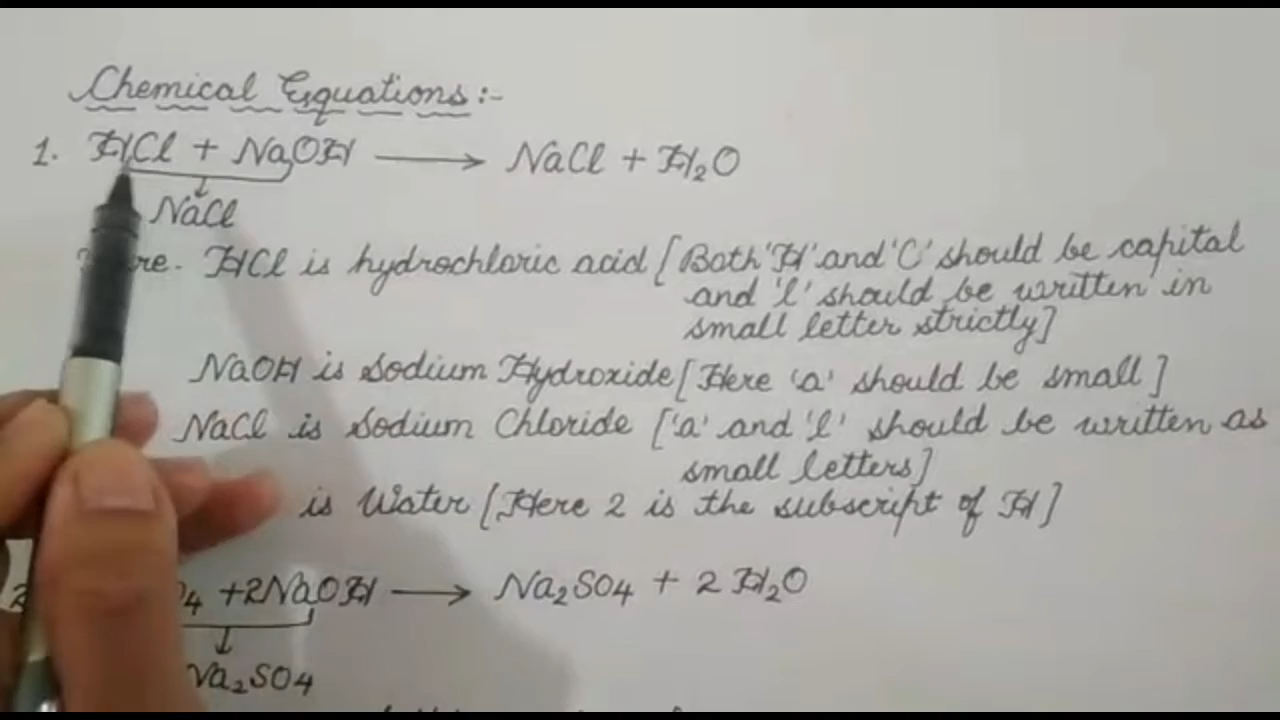 Chemical Equations:-
1. HCl + NaOH ⟶ NaCl + H₂O
↓
NaCl
HCl is hydrochloric acid [Both 'H' and 'C' should be capital
and 'l' should be written in
small letter strictly]
NaOH is Sodium Hydroxide [Here 'a' should be small]
NaCl is Sodium Chloride ['a' and 'l' should be written as
small letters]
is Water [Here 2 is the subscript of H]
2 ₄ + 2NaOH ⟶ Na₂SO₄ + 2 H₂O
↓
Na₂SO₄